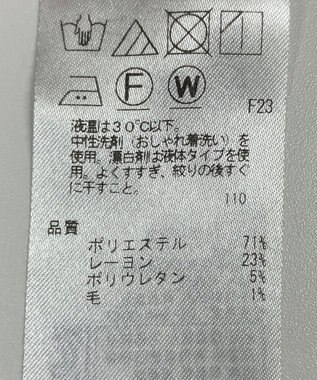 F W
F23
液温は30℃以下。
中性洗剤（おしゃれ着洗い）を
使用。漂白剤は液体タイプを使
用。よくすすぎ、絞りの後すぐ
に干すこと。
110
品質
ポリエステル 71%
レーヨン 23%
ポリウレタン 5%
毛 1%